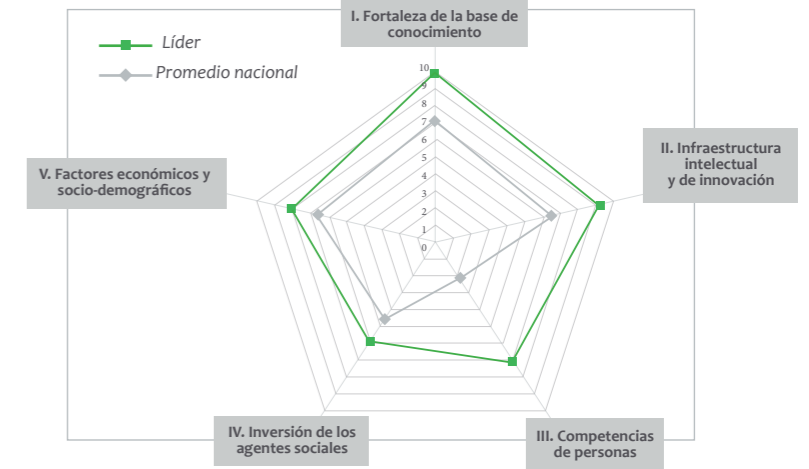 I. Fortaleza de la base de
conocimiento
Líder
Promedio nacional
10
9
8
7
6
5
4
3
2
1
0
II. Infraestructura
intelectual
y de innovación
V. Factores económicos y
socio-demográficos
IV. Inversión de los
agentes sociales
III. Competencias
de personas